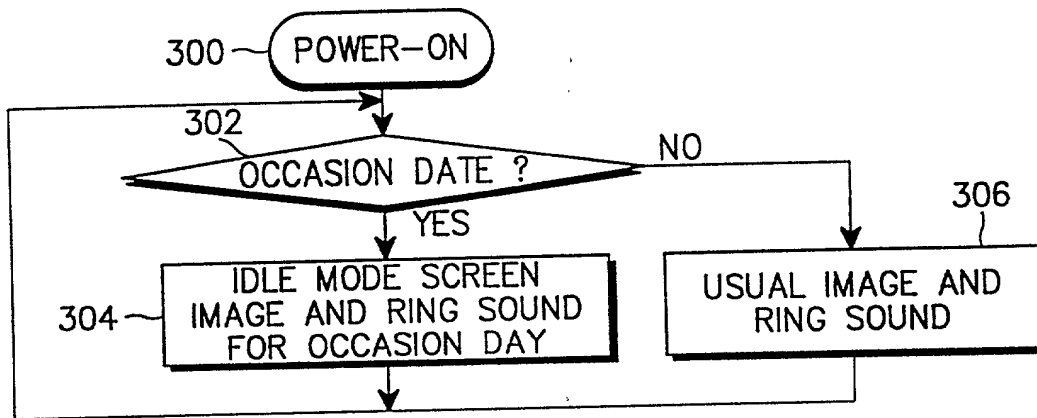 300
POWER-ON
302
OCCASION DATE ?
NO
YES
306
304
IDLE MODE SCREEN
IMAGE AND RING SOUND
FOR OCCASION DAY
USUAL IMAGE AND
RING SOUND